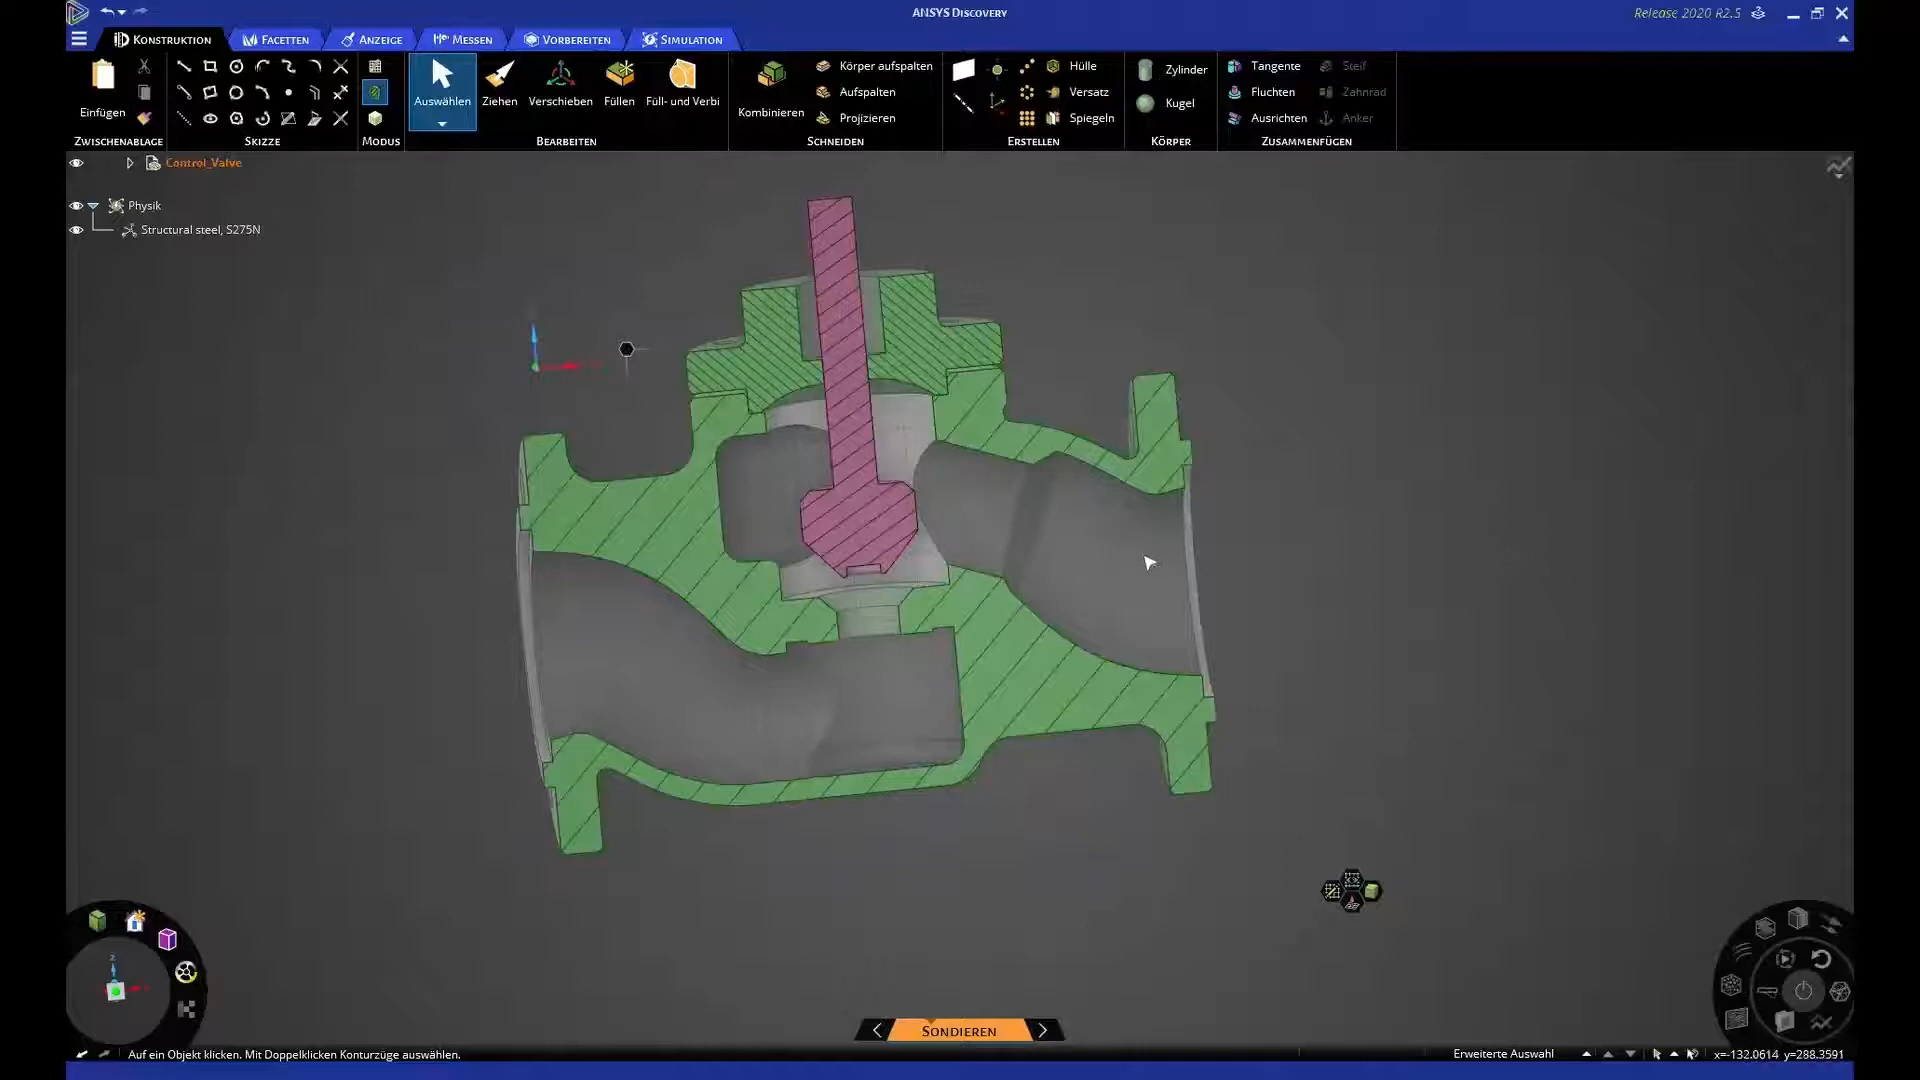 ANSYS Discovery
Release 2020 R2.5
Konstruktion
Facetten
Anzeige
Messen
Vorbereiten
Simulation
Einfügen
Zwischenablage
Skizze
Modus
Auswählen
Ziehen
Verschieben
Füllen
Füll- und Verbi
Bearbeiten
Kombinieren
Körper aufspalten
Aufspalten
Projizieren
Schneiden
Hülle
Versatz
Spiegeln
Erstellen
Zylinder
Kugel
Körper
Tangente
Fluchten
Ausrichten
Steif
Zahnrad
Anker
Zusammenfügen
Control_Valve
Physik
Structural steel, S275N
z
Sondieren
Auf ein Objekt klicken. Mit Doppelklicken Konturzüge auswählen.
Erweiterte Auswahl
x=-132.0614 y=288.3591